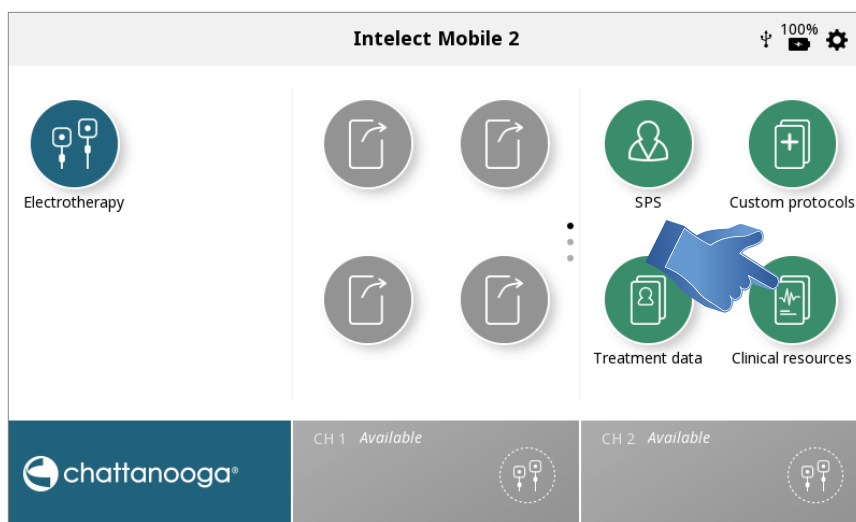 Intelect Mobile 2
100%
Electrotherapy
SPS
Custom protocols
Treatment data
Clinical resources
chattanooga®
CH 1 Available
CH 2 Available